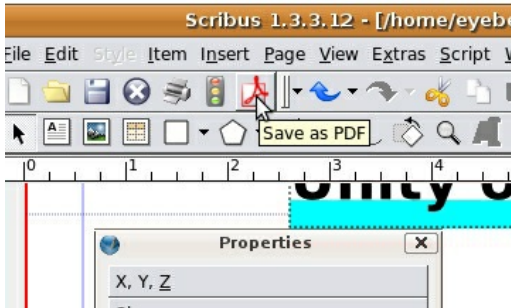 Scribus 1.3.3.12 - [/home/eyeb
File Edit Style Item Insert Page View Extras Script
Save as PDF
0 1 2 3 4
Unity
Properties X
X, Y, Z